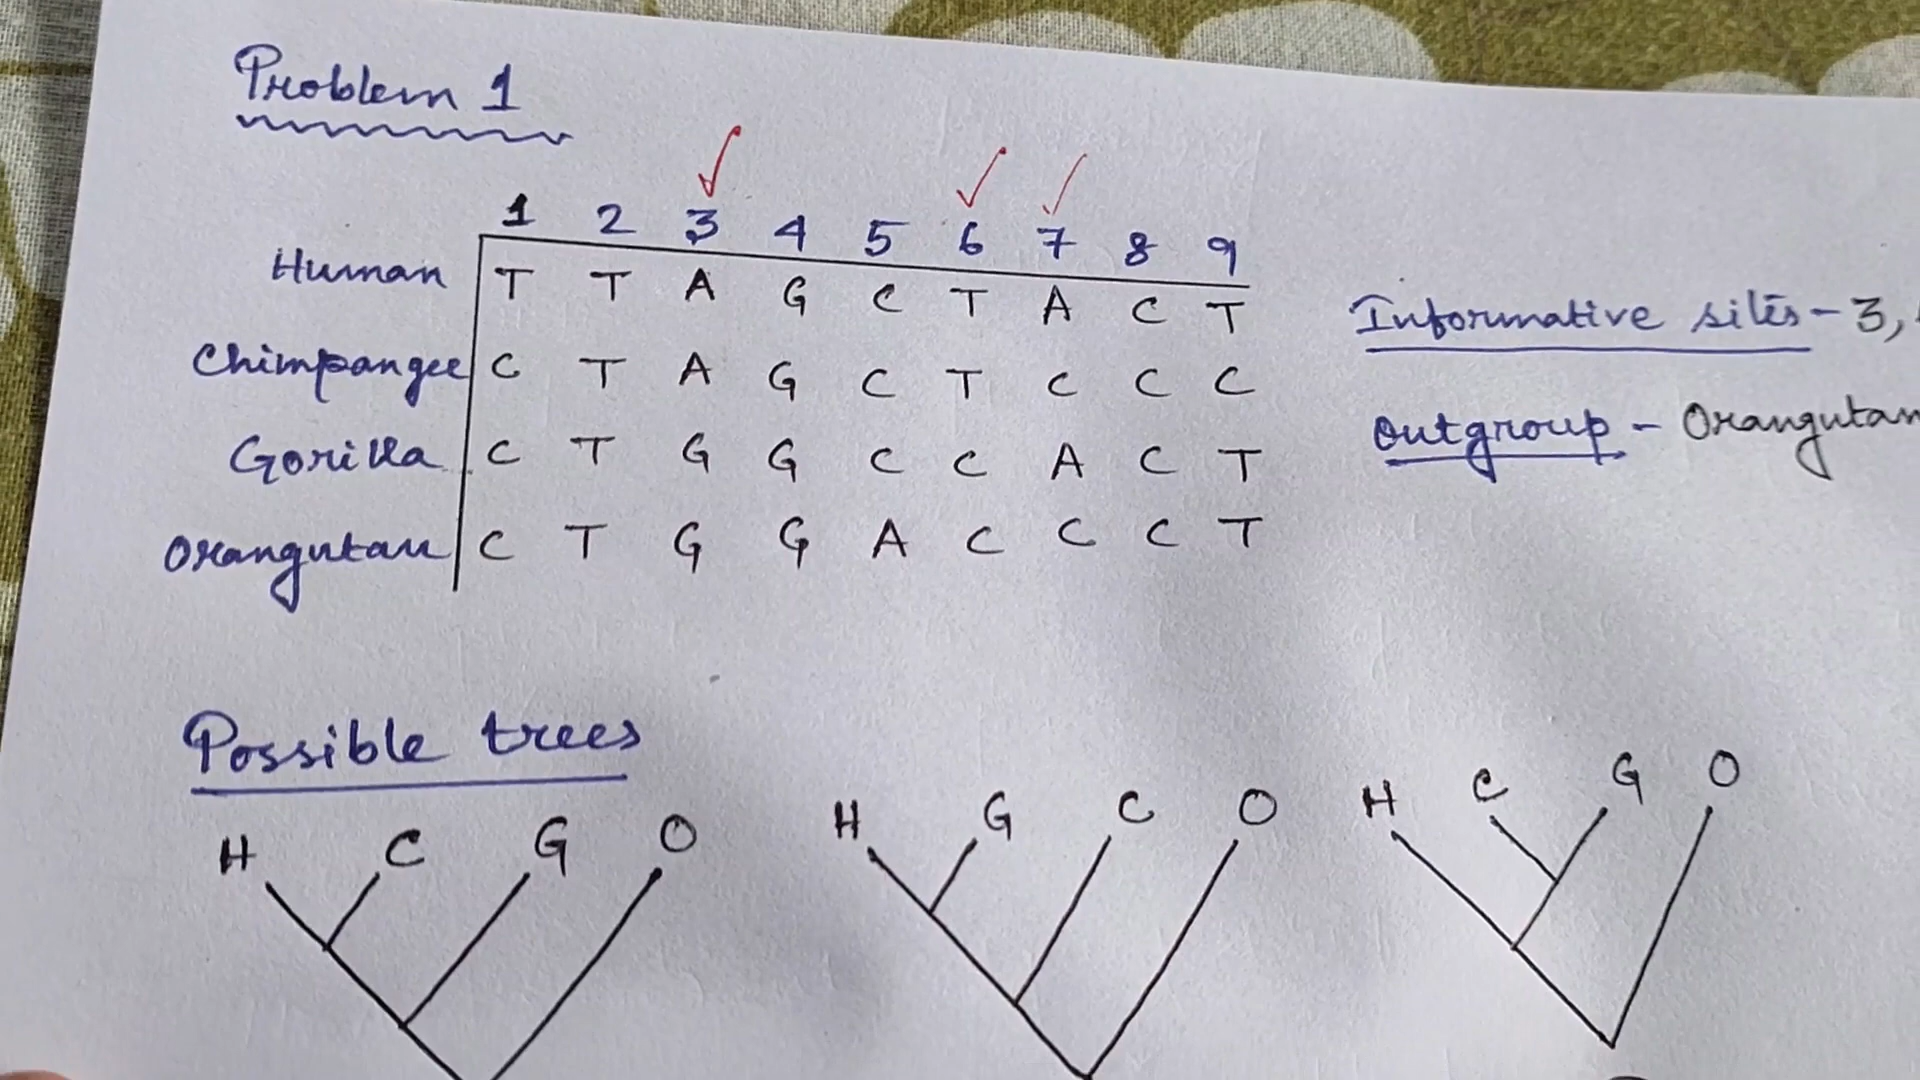 Problem 1
1 2 3 4 5 6 7 8 9
Human T T A G C T A C T
Chimpangee C T A G C T C C C
Gorilla C T G G C C A C T
Orangutan C T G G A C C C T
Informative sites - 3,
Outgroup - Orangutan
Possible trees
H C G O
H G C O
H C G O